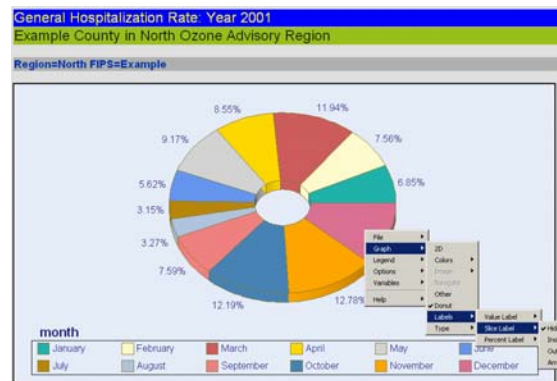 General Hospitalization Rate: Year 2001
Example County in North Ozone Advisory Region
Region=North FIPS=Example
11.94%
8.55%
7.56%
9.17%
6.85%
5.62%
3.15%
3.27%
7.59%
12.19%
12.78%
File
Graph
Legend
Options
Variables
Help
2D
Colors
Image
Navigate
Other
Donut
Labels
Type
Value Label
Slice Label
Percent Label
month
January February March April May June
July August September October November December